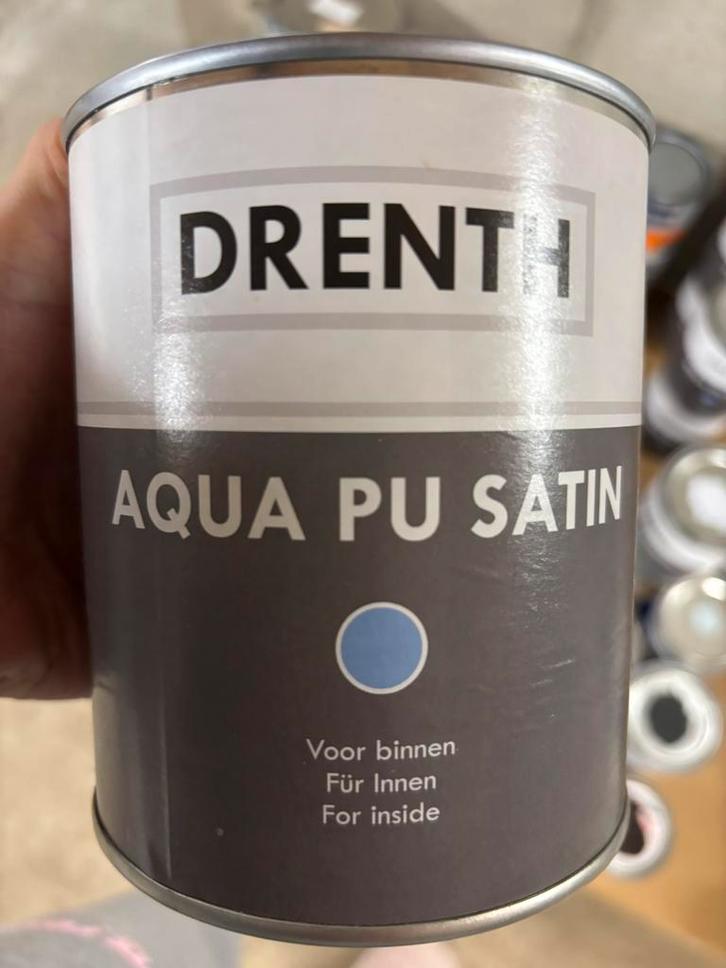 DRENTH
AQUA PU SATIN
Voor binnen
Für Innen
For inside